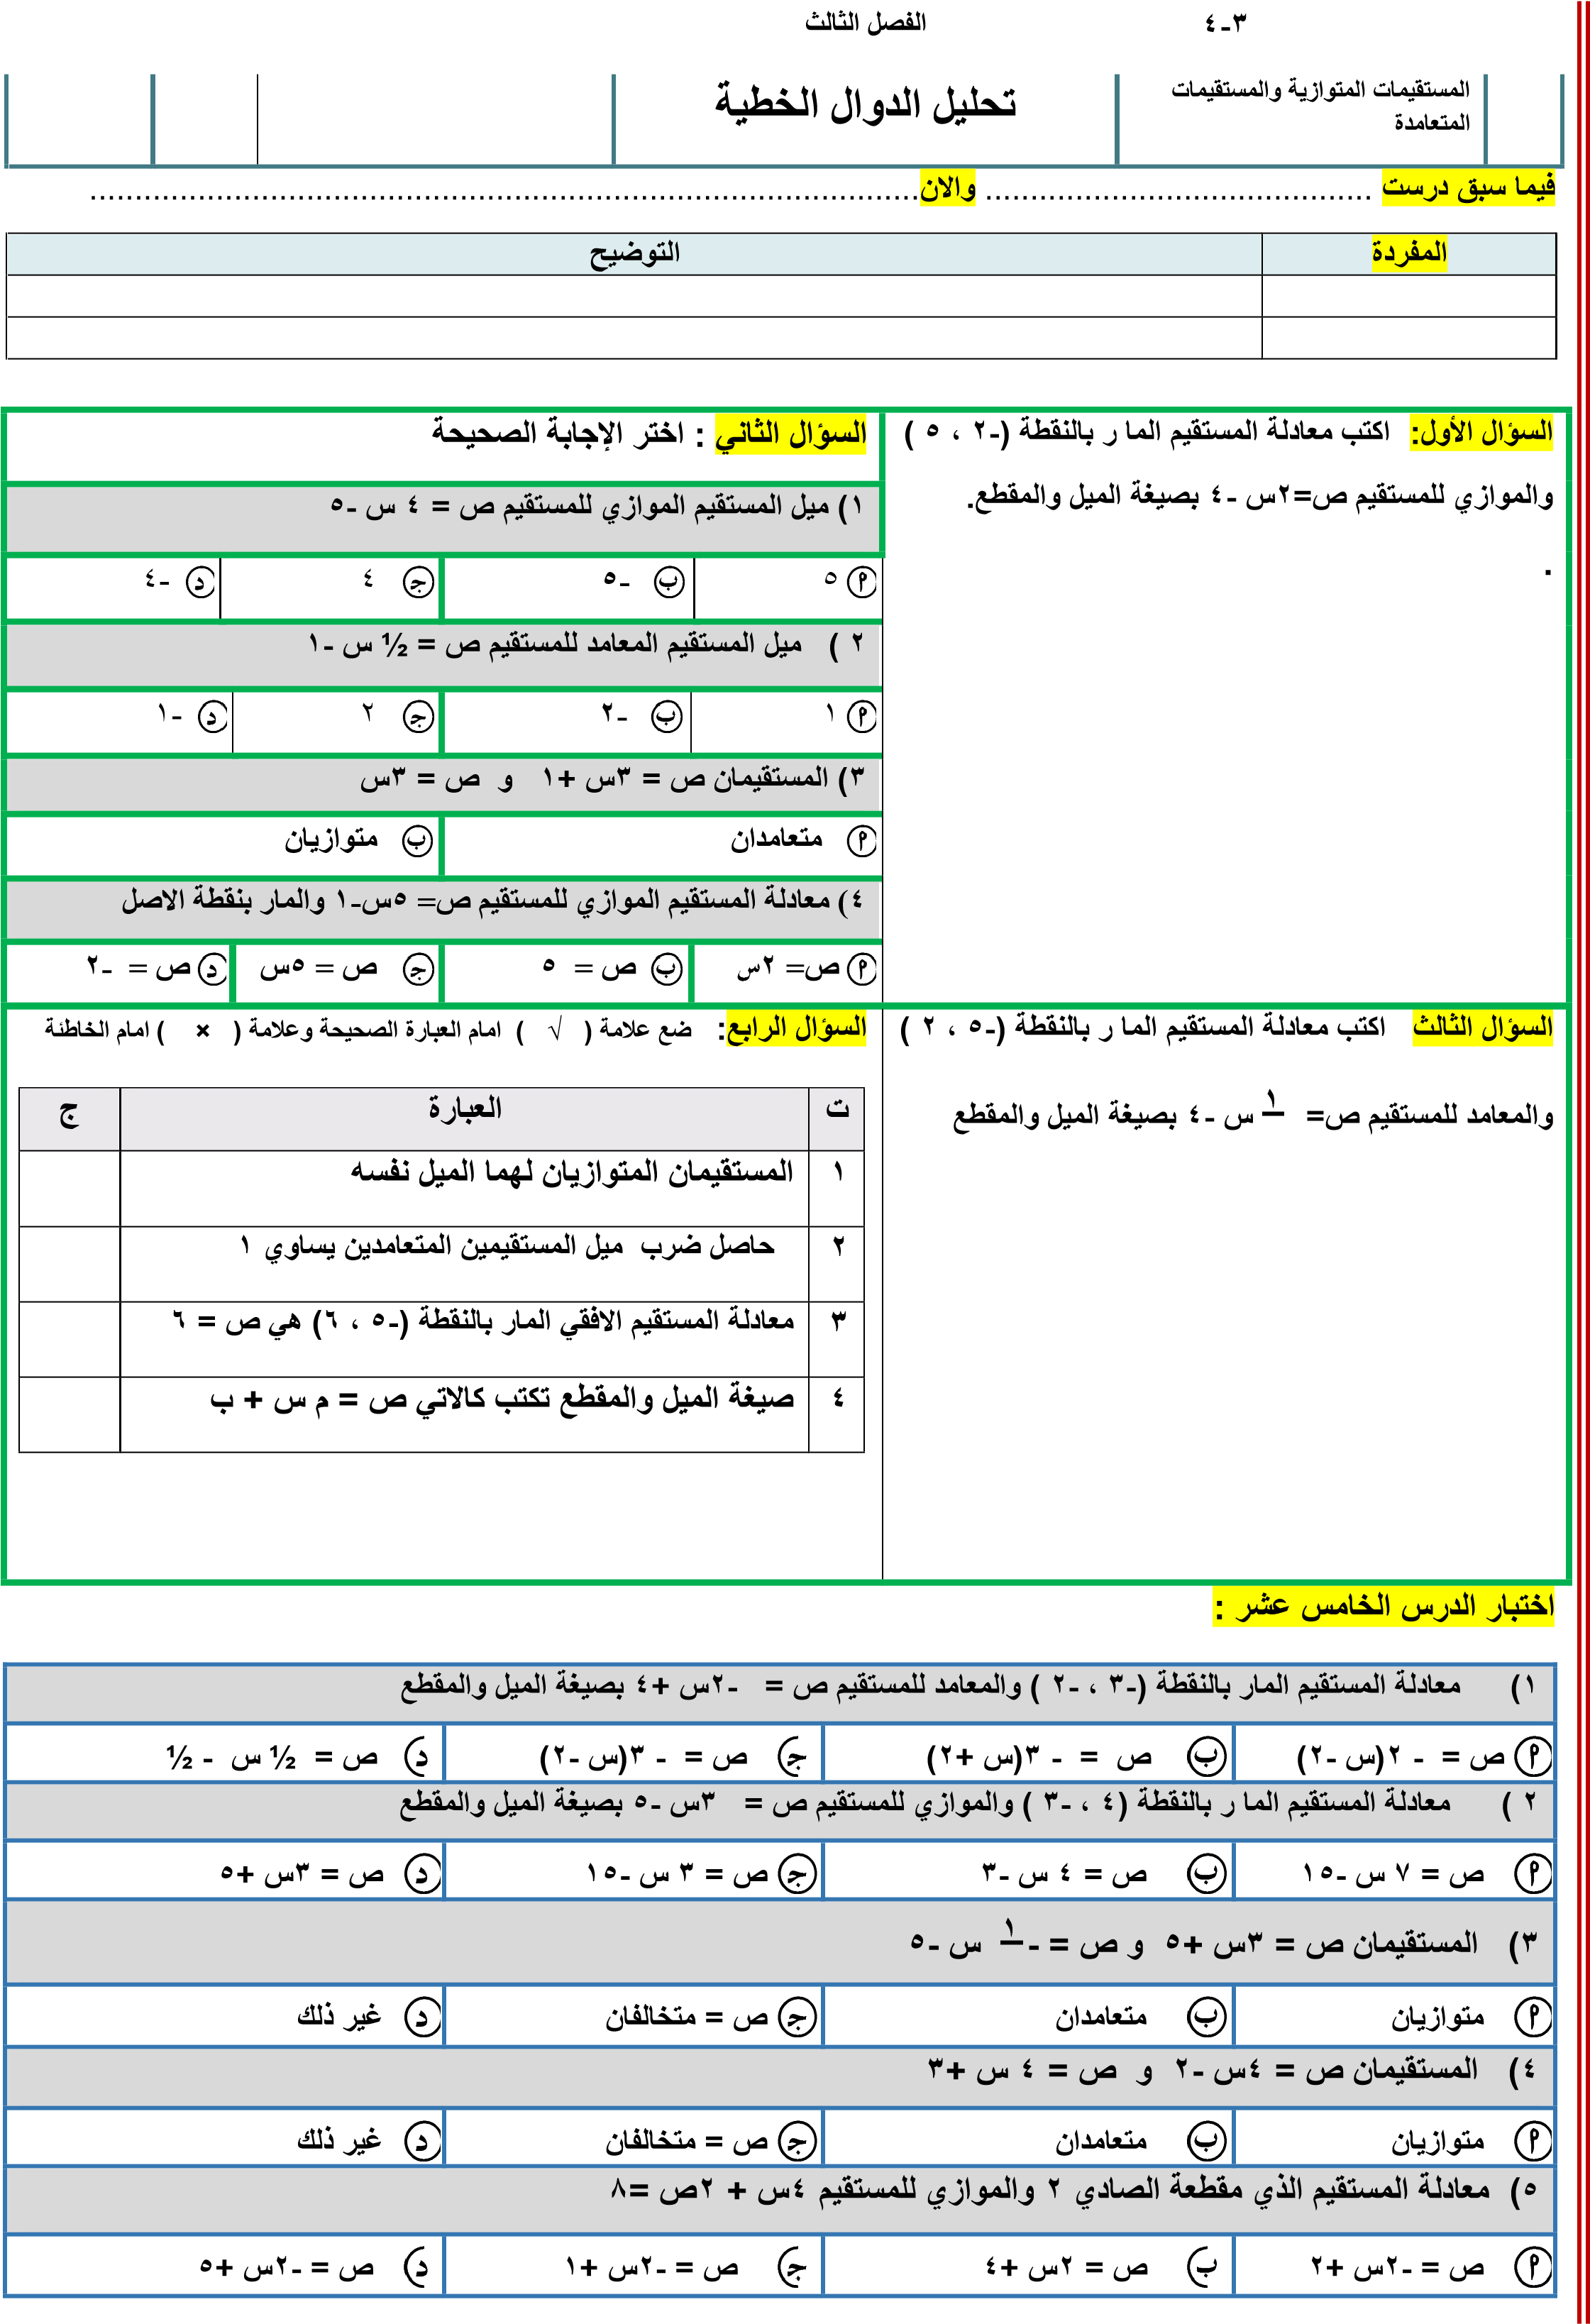 ٣-٤ الفصل الثالث
المستقيمات المتوازية والمستقيمات المتعامدة
تحليل الدوال الخطية
فيما سبق درست ........................................... والان............................................................................................
المفردة التوضيح
السؤال الأول: اكتب معادلة المستقيم الما ر بالنقطة (-٢ ، ٥ )
والموازي للمستقيم ص=٢س -٤ بصيغة الميل والمقطع.
.
السؤال الثاني : اختر الإجابة الصحيحة
١) ميل المستقيم الموازي للمستقيم ص = ٤ س -٥
أ ٥ ب -٥ ج ٤ د -٤
٢ ) ميل المستقيم المعامد للمستقيم ص = ½ س -١
أ ١ ب -٢ ج ٢ د -١
٣) المستقيمان ص = ٣س +١ و ص = ٣س
أ متعامدان ب متوازيان
٤) معادلة المستقيم الموازي للمستقيم ص= ٥س-١ والمار بنقطة الاصل
أ ص= ٢س ب ص = ٥ ج ص = ٥س د ص = -٢
السؤال الثالث اكتب معادلة المستقيم الما ر بالنقطة (-٥ ، ٢ )
والمعامد للمستقيم ص= ١ س -٤ بصيغة الميل والمقطع
السؤال الرابع: ضع علامة ( √ ) امام العبارة الصحيحة وعلامة ( × ) امام الخاطئة
ت العبارة ج
١ المستقيمان المتوازيان لهما الميل نفسه
٢ حاصل ضرب ميل المستقيمين المتعامدين يساوي ١
٣ معادلة المستقيم الافقي المار بالنقطة (-٥ ، ٦) هي ص = ٦
٤ صيغة الميل والمقطع تكتب كالاتي ص = م س + ب
اختبار الدرس الخامس عشر :
١) معادلة المستقيم المار بالنقطة (-٣ ، -٢ ) والمعامد للمستقيم ص = -٢س +٤ بصيغة الميل والمقطع
أ ص = - ٢(س -٢) ب ص = - ٣(س +٢) ج ص = - ٣(س -٢) د ص = ½ س - ½
٢ ) معادلة المستقيم الما ر بالنقطة (٤ ، -٣ ) والموازي للمستقيم ص = ٣س -٥ بصيغة الميل والمقطع
أ ص = ٧ س -١٥ ب ص = ٤ س -٣ ج ص = ٣ س -١٥ د ص = ٣س +٥
٣) المستقيمان ص = ٣س +٥ و ص = - ١ س -٥
أ متوازيان ب متعامدان ج ص = متخالفان د غير ذلك
٤) المستقيمان ص = ٤س -٢ و ص = ٤ س +٣
أ متوازيان ب متعامدان ج ص = متخالفان د غير ذلك
٥) معادلة المستقيم الذي مقطعة الصادي ٢ والموازي للمستقيم ٤س + ٢ص =٨
أ ص = -٢س +٢ ب ص = ٢س +٤ ج ص = -٢س +١ د ص = -٢س +٥